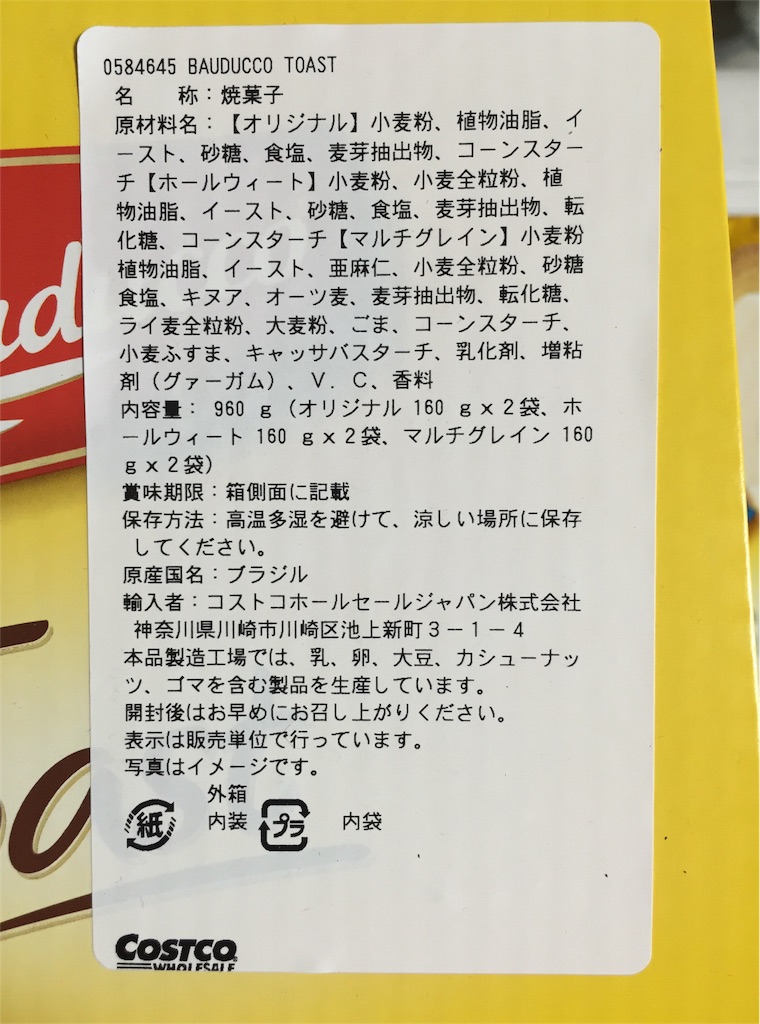 0584645 BAUDUCCO TOAST
名　　称：焼菓子
原材料名：【オリジナル】小麦粉、植物油脂、イ
ースト、砂糖、食塩、麦芽抽出物、コーンスター
チ【ホールウィート】小麦粉、小麦全粒粉、植
物油脂、イースト、砂糖、食塩、麦芽抽出物、転
化糖、コーンスターチ【マルチグレイン】小麦粉
植物油脂、イースト、亜麻仁、小麦全粒粉、砂糖
食塩、キヌア、オーツ麦、麦芽抽出物、転化糖、
ライ麦全粒粉、大麦粉、ごま、コーンスターチ、
小麦ふすま、キャッサバスターチ、乳化剤、増粘
剤（グァーガム）、Ｖ．Ｃ、香料
内容量： 960 ｇ（オリジナル 160 ｇｘ２袋、ホ
ールウィート 160 ｇｘ２袋、マルチグレイン 160
ｇｘ２袋）
賞味期限：箱側面に記載
保存方法：高温多湿を避けて、涼しい場所に保存
してください。
原産国名：ブラジル
輸入者：コストコホールセールジャパン株式会社
神奈川県川崎市川崎区池上新町３－１－４
本品製造工場では、乳、卵、大豆、カシューナッ
ツ、ゴマを含む製品を生産しています。
開封後はお早めにお召し上がりください。
表示は販売単位で行っています。
写真はイメージです。
外箱
紙 内装 プラ 内袋
COSTCO
WHOLESALE